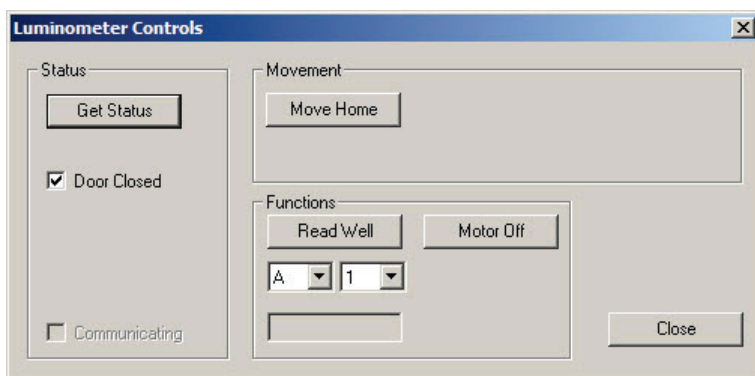 Luminometer Controls
Status
Get Status
Door Closed
Communicating
Movement
Move Home
Functions
Read Well
Motor Off
A
1
Close